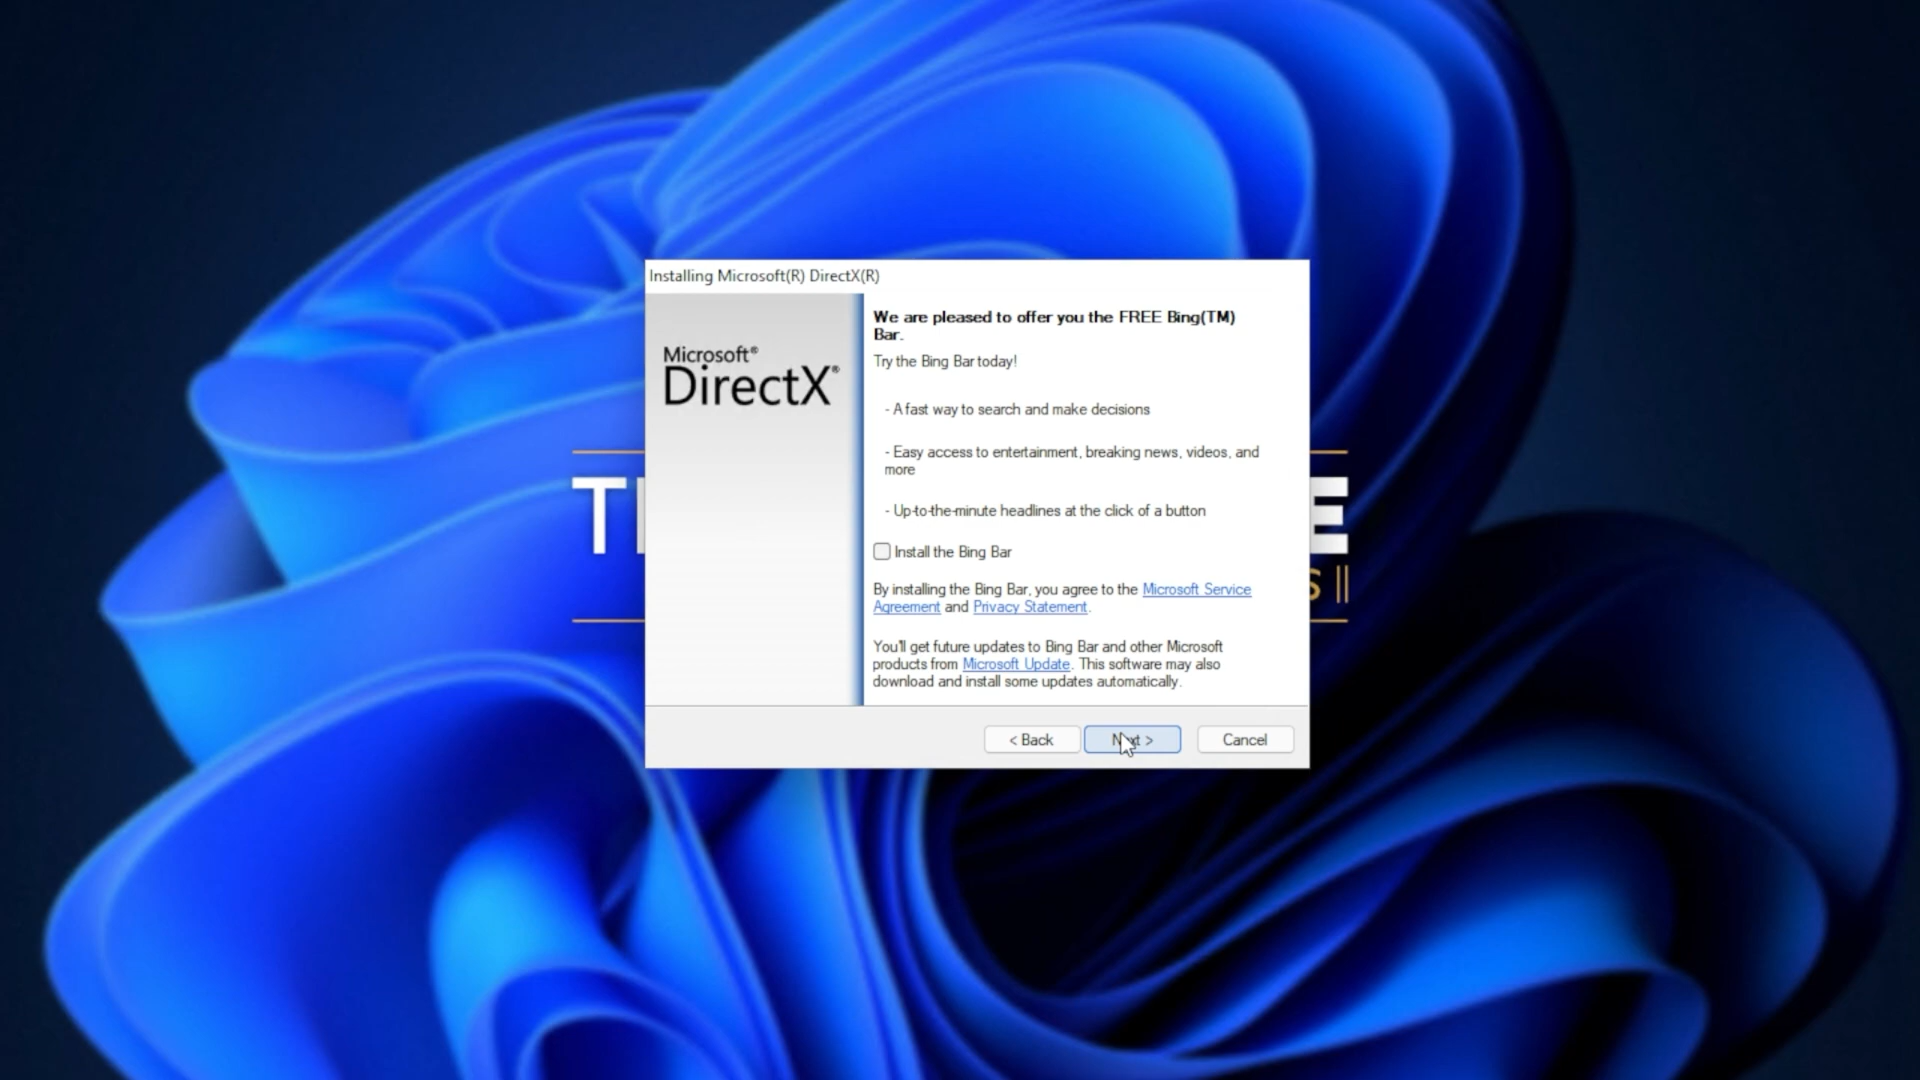 Installing Microsoft(R) DirectX(R)
Microsoft®
DirectX®
We are pleased to offer you the FREE Bing(TM)
Bar.
Try the Bing Bar today!
- A fast way to search and make decisions
- Easy access to entertainment, breaking news, videos, and
more
- Up-to-the-minute headlines at the click of a button
Install the Bing Bar
By installing the Bing Bar, you agree to the Microsoft Service
Agreement and Privacy Statement.
You'll get future updates to Bing Bar and other Microsoft
products from Microsoft Update. This software may also
download and install some updates automatically.
< Back
Next >
Cancel